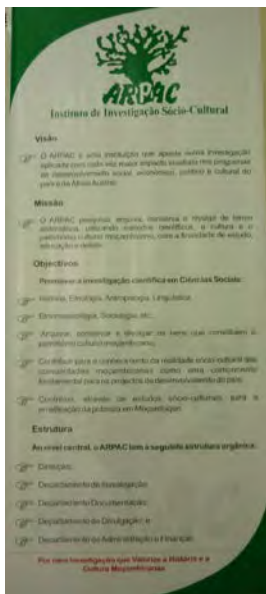 ARPAC
Instituto de Investigação Sócio-Cultural
Visão
O ARPAC é uma instituição que aposta numa investigação
aplicada com cada vez maior impacto imediato nos programas
de desenvolvimento social, económico, político e cultural do
país e da África Austral.
Missão
O ARPAC pesquisa, arquiva, conserva e divulga de forma
sistemática, utilizando métodos científicos, a cultura e o
património cultural moçambicano, com a finalidade de estudo,
educação e
Objectivos
Promover a investigação científica em Ciências Sociais:
História, Etnologia, Antropologia, Linguística,
Etnomusicologia, Sociologia, etc.
Arquivar, conservar e divulgar os bens que constituem o
património cultural moçambicano;
Contribuir para o conhecimento da realidade sócio-cultural das
comunidades moçambicanas como uma componente
fundamental para os projectos de desenvolvimento do país;
Contribuir, através de estudos sócio-culturais, para a
erradicação da pobreza em Moçambique.
Estrutura
Ao nível central, o ARPAC tem a seguinte estrutura orgânica:
Direcção;
Departamento de Investigação;
Departamento Documentação;
Departamento de Divulgação; e
Departamento de Administração e Finanças.
Por uma Investigação que Valorize a História e a
Cultura Moçambicanas